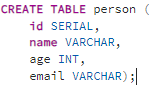 CREATE TABLE person (
    id SERIAL,
    name VARCHAR,
    age INT,
    email VARCHAR);